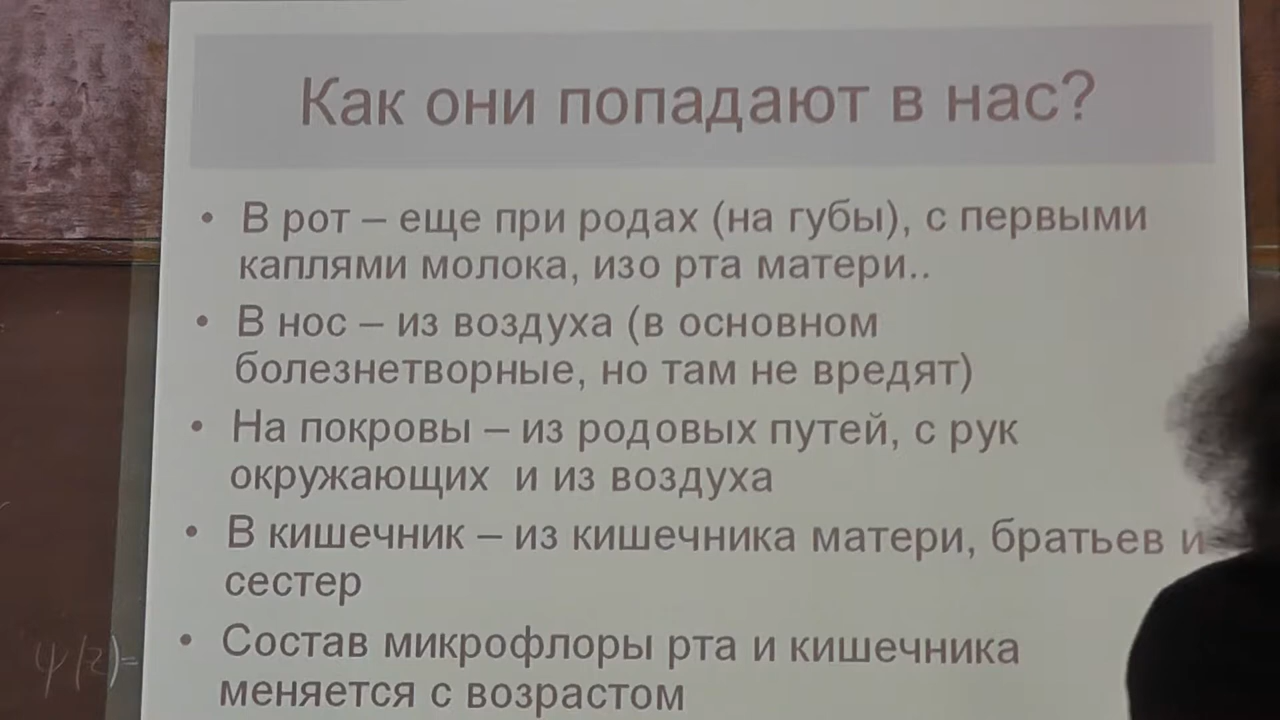 Как они попадают в нас?
• В рот – еще при родах (на губы), с первыми
каплями молока, изо рта матери..
• В нос – из воздуха (в основном
болезнетворные, но там не вредят)
• На покровы – из родовых путей, с рук
окружающих и из воздуха
• В кишечник – из кишечника матери, братьев и
сестер
• Состав микрофлоры рта и кишечника
меняется с возрастом
ψ(z)=